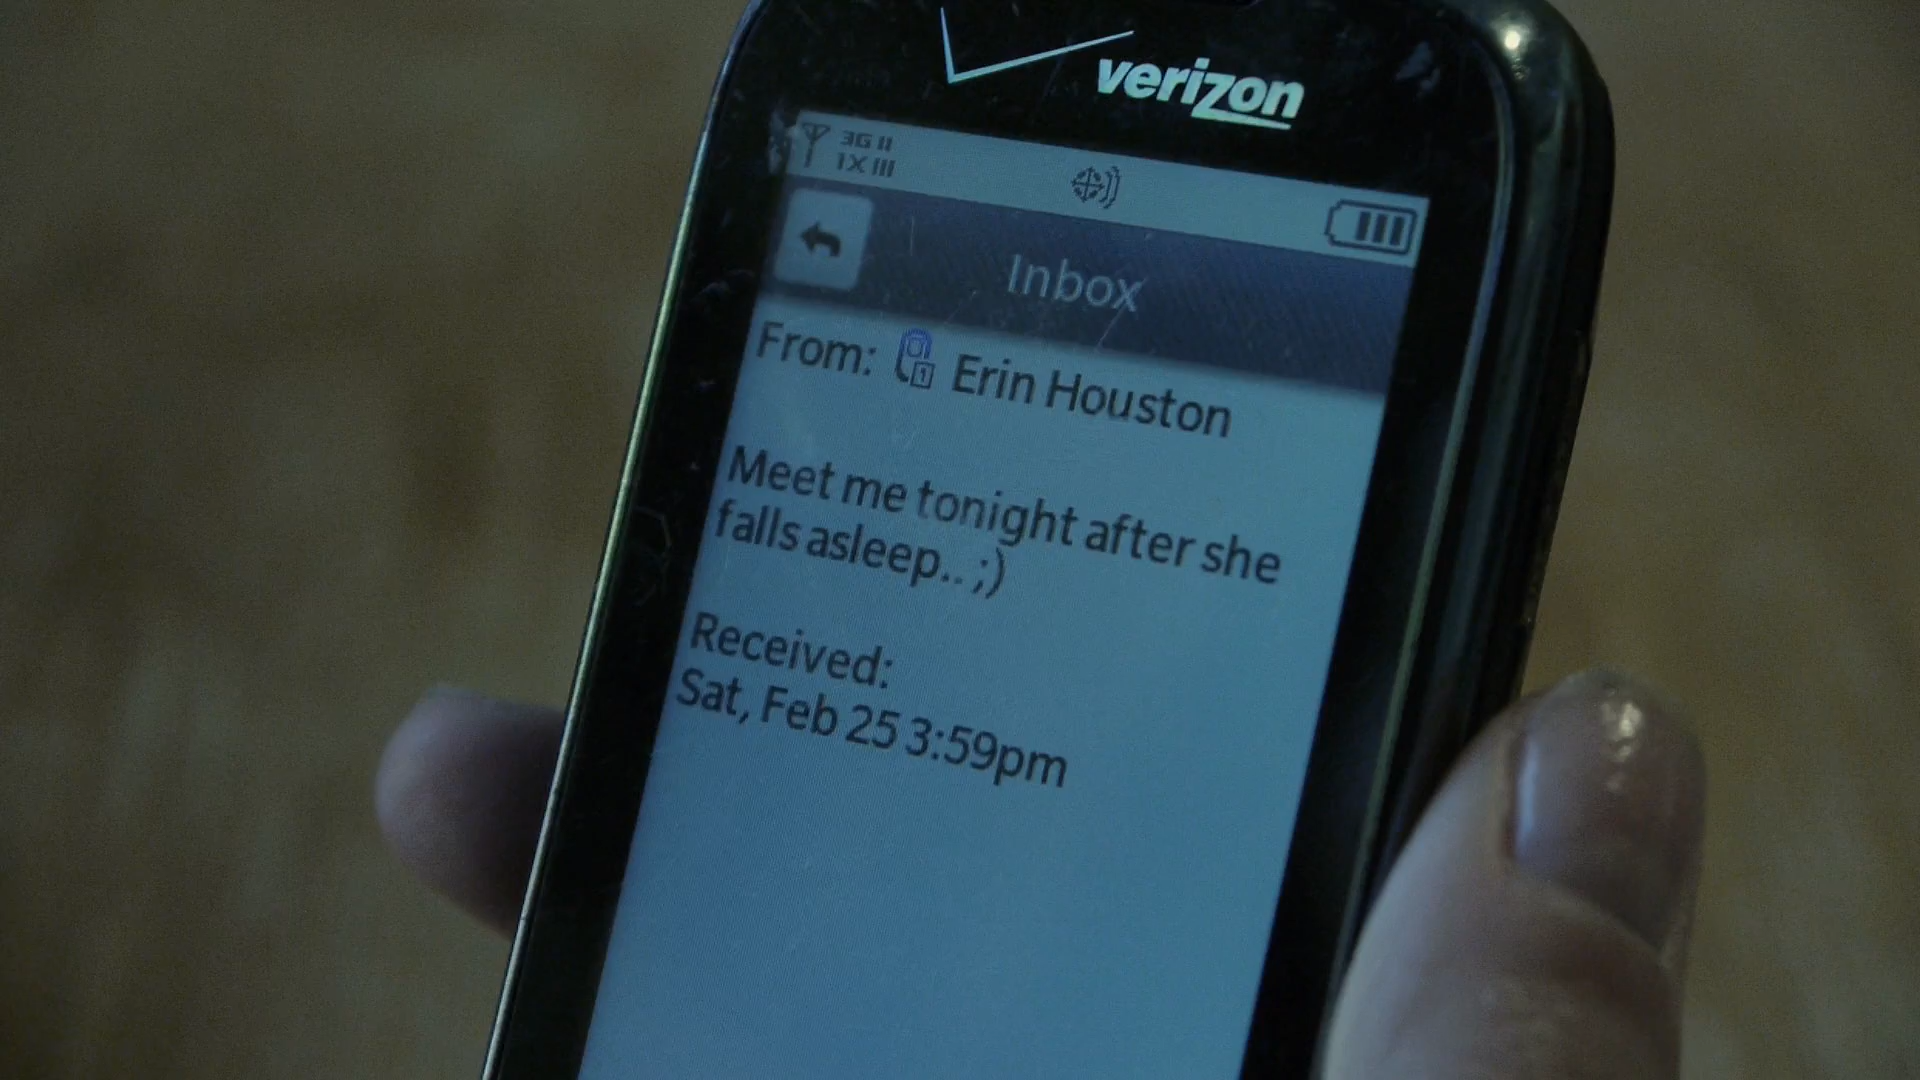 verizon
3G
1X
Inbox
From: Erin Houston
Meet me tonight after she
falls asleep.. ;)
Received:
Sat, Feb 25 3:59pm